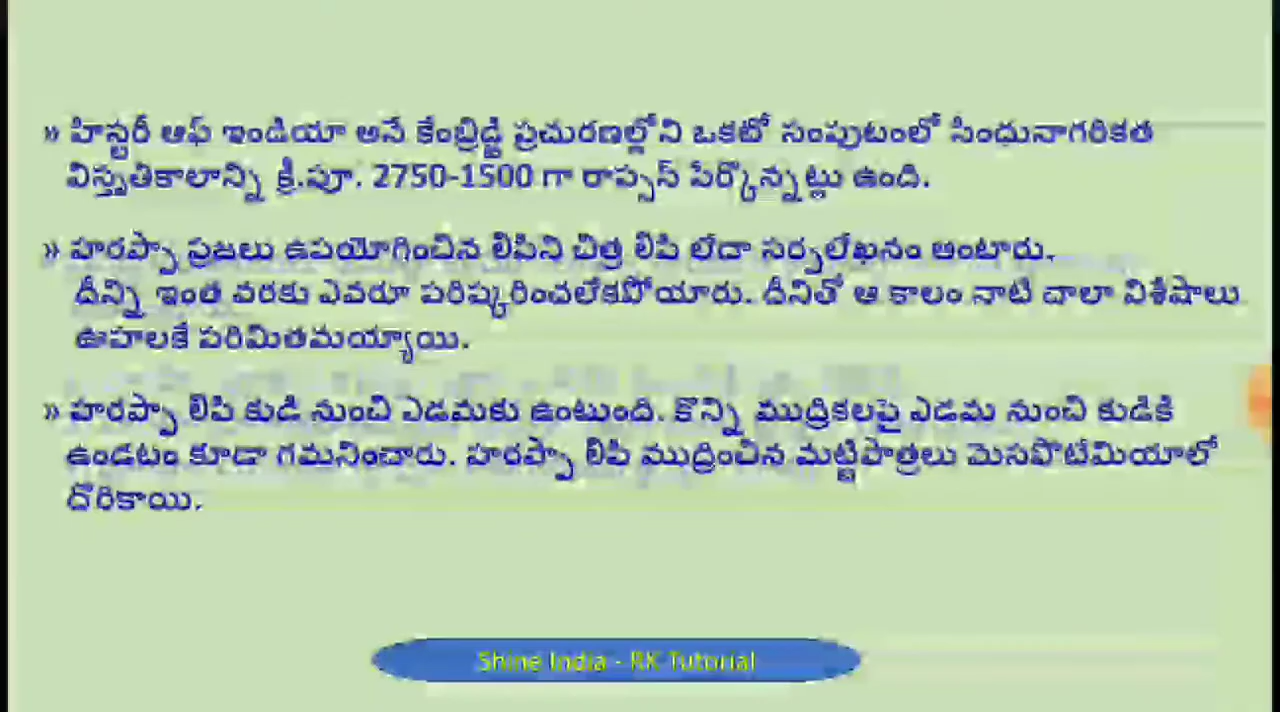 » హిస్టరీ ఆఫ్ ఇండియా అనే కేంబ్రిడ్జి ప్రచురణల్లోని ఒకటో సంపుటంలో సింధునాగరికత
విస్తృతికాలాన్ని క్రీ.పూ. 2750-1500 గా రాప్సన్ పేర్కొన్నట్లు ఉంది.
» హరప్పా ప్రజలు ఉపయోగించిన లిపిని చిత్ర లిపి లేదా సర్పలేఖనం అంటారు.
దీన్ని ఇంత వరకు ఎవరూ పరిష్కరించలేకపోయారు. దీనితో ఆ కాలం నాటి చాలా విశేషాలు
ఊహలకే పరిమితమయ్యాయి.
» హరప్పా లిపి కుడి నుంచి ఎడమకు ఉంటుంది. కొన్ని ముద్రికలపై ఎడమ నుంచి కుడికి
ఉండటం కూడా గమనించారు. హరప్పా లిపి ముద్రించిన మట్టిపాత్రలు మెసపొటేమియాలో
దొరికాయి.
Shine India - RK Tutorial